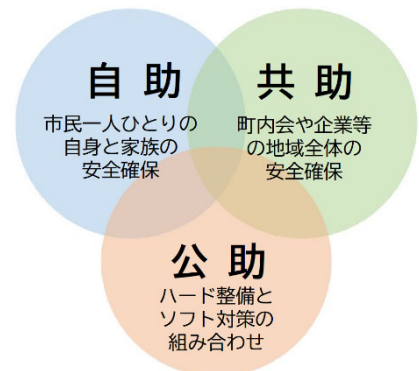 自助
市民一人ひとりの
自身と家族の
安全確保
共助
町内会や企業等
の地域全体の
安全確保
公助
ハード整備と
ソフト対策の
組み合わせ